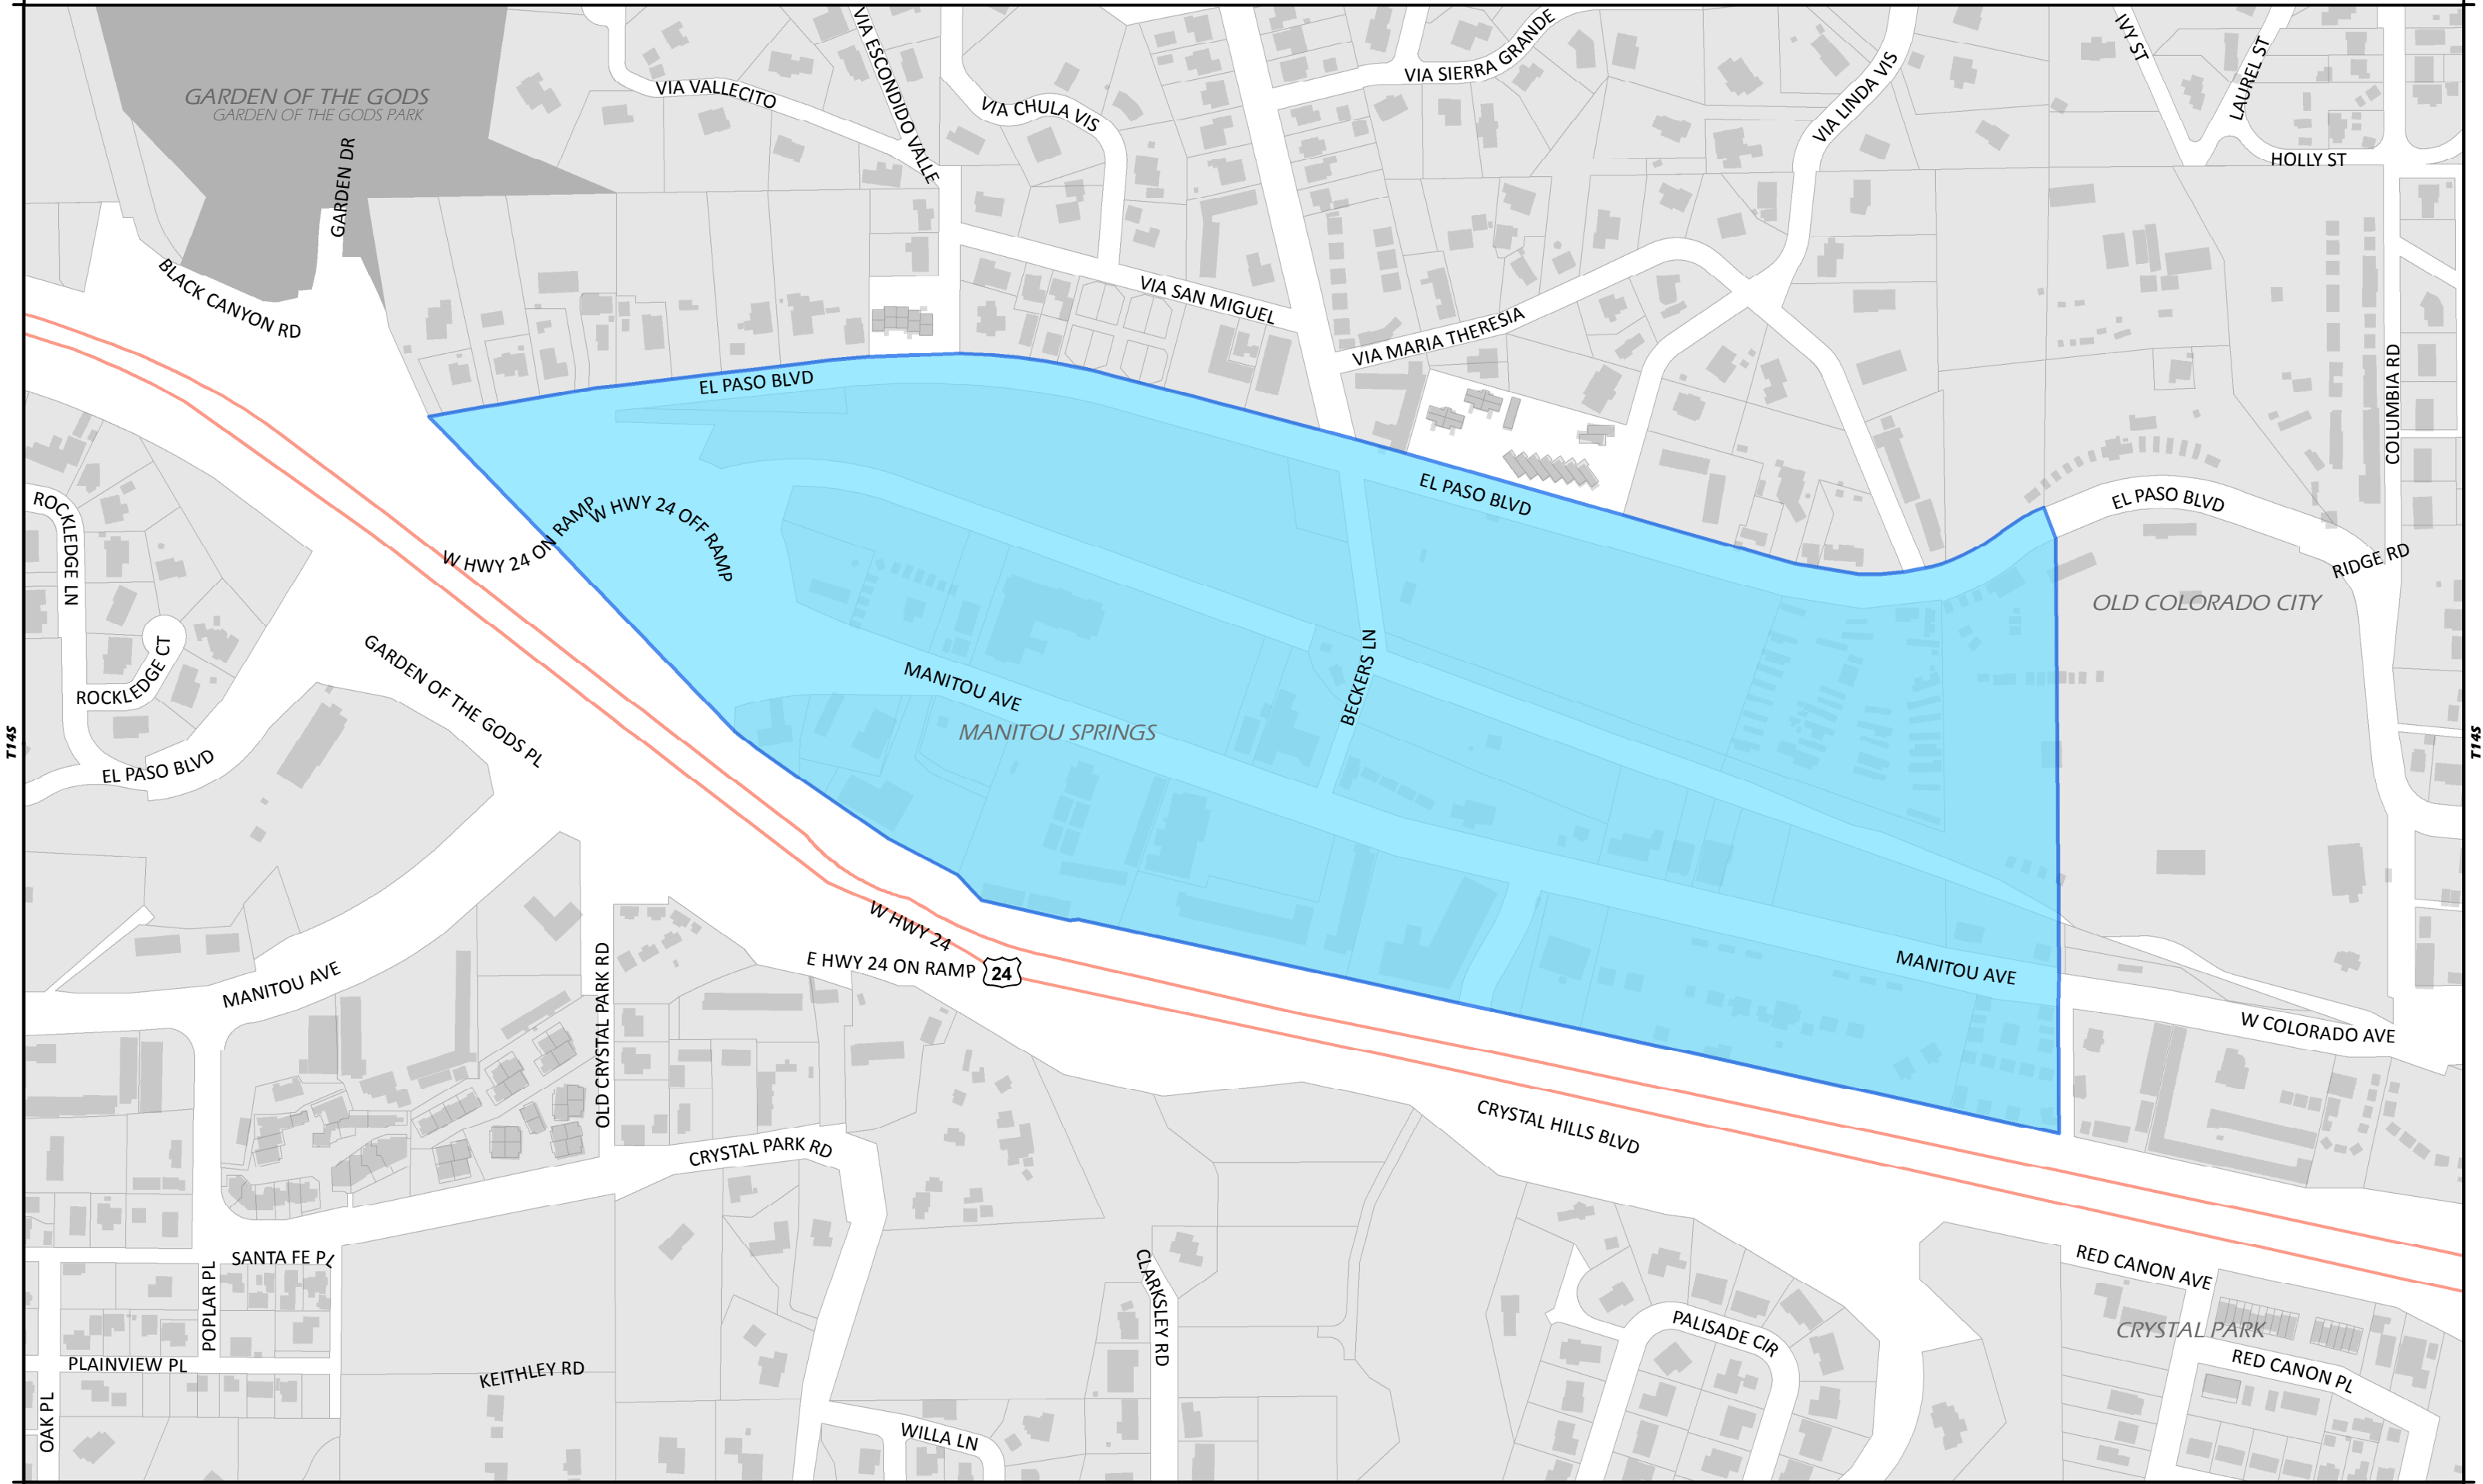 VIA ESCONDIDO VALLE
VIA SIERRA GRANDE
IVY ST
LAUREL ST
VIA LINDA VIS
GARDEN OF THE GODS
GARDEN OF THE GODS PARK
VIA VALLECITO
VIA CHULA VIS
HOLLY ST
GARDEN DR
BLACK CANYON RD
VIA SAN MIGUEL
VIA MARIA THERESIA
COLUMBIA RD
EL PASO BLVD
EL PASO BLVD
EL PASO BLVD
ROCKLEDGE LN
W HWY 24 ON RAMP
W HWY 24 OFF RAMP
RIDGE RD
OLD COLORADO CITY
ROCKLEDGE CT
GARDEN OF THE GODS PL
MANITOU AVE
BECKERS LN
MANITOU SPRINGS
T14S
T14S
EL PASO BLVD
W HWY 24
E HWY 24 ON RAMP
24
MANITOU AVE
MANITOU AVE
OLD CRYSTAL PARK RD
W COLORADO AVE
CRYSTAL HILLS BLVD
CRYSTAL PARK RD
SANTA FE PL
POPLAR PL
CLARKSLEY RD
RED CANON AVE
PALISADE CIR
CRYSTAL PARK
PLAINVIEW PL
KEITHLEY RD
RED CANON PL
OAK PL
WILLA LN